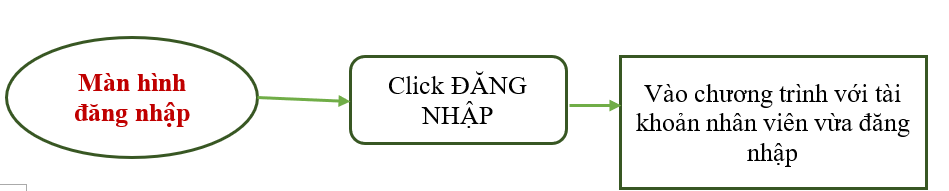 Màn hình
đăng nhập
Click ĐĂNG
NHẬP
Vào chương trình với tài
khoản nhân viên vừa đăng
nhập